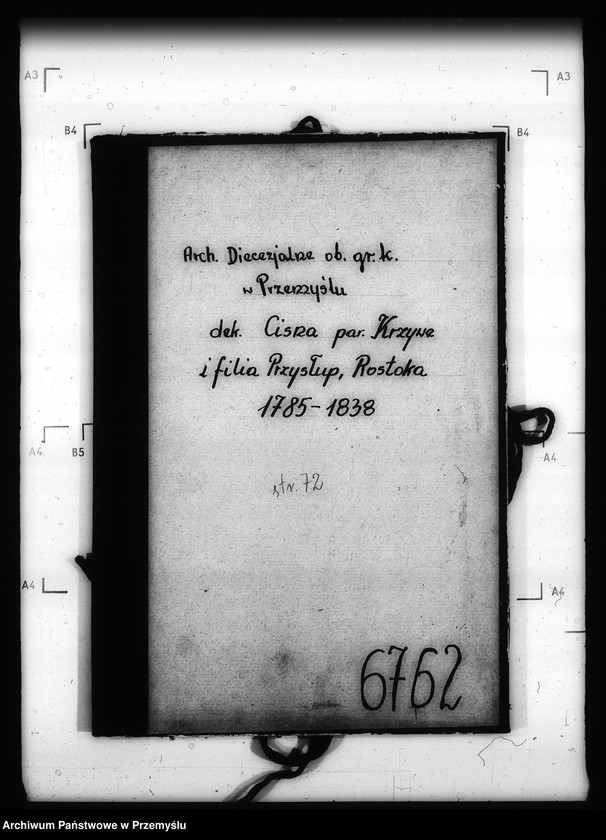 A3
A3
B4
B4
Arch. Diecezjalne ob. gr. k.
w Przemyślu
dek. Cisna par. Krzywe
i filia Przysłup, Rostoka
1785-1838
A4
B5
A4
str. 72
A4
A4
6762
Archiwum Państwowe w Przemyślu